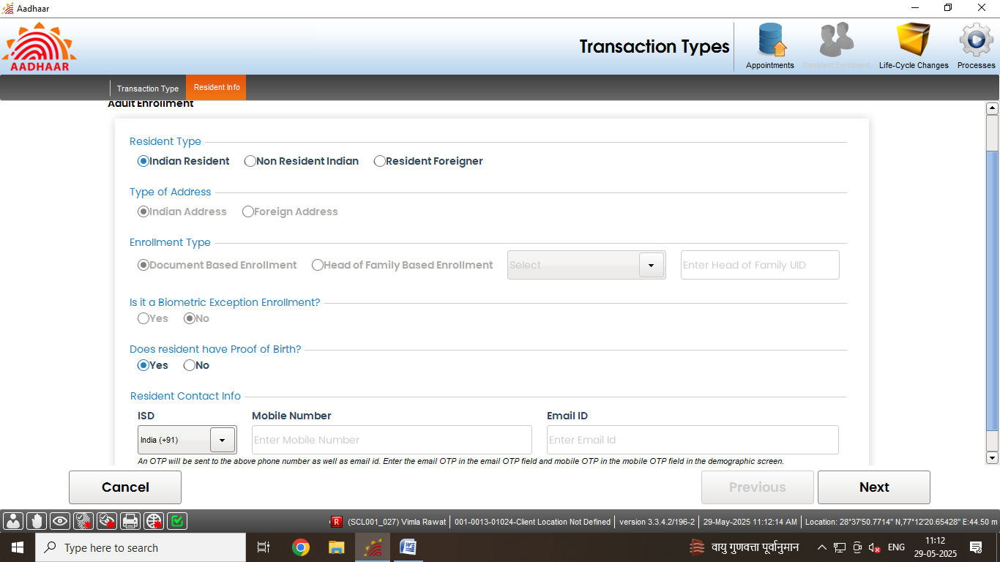 Aadhaar
AADHAAR
Transaction Types
Appointments
Resident Enrolment
Life-Cycle Changes
Processes
Transaction Type
Resident Info
Adult Enrollment
Resident Type
Indian Resident Non Resident Indian Resident Foreigner
Type of Address
Indian Address Foreign Address
Enrollment Type
Document Based Enrollment Head of Family Based Enrollment Select Enter Head of Family UID
Is it a Biometric Exception Enrollment?
Yes No
Does resident have Proof of Birth?
Yes No
Resident Contact Info
ISD Mobile Number Email ID
India (+91) Enter Mobile Number Enter Email Id
An OTP will be sent to the above phone number as well as email id. Enter the email OTP in the email OTP field and mobile OTP in the mobile OTP field in the demographic screen.
Cancel Previous Next
R (SCL001_027) Vimla Rawat 001-0013-01024-Client Location Not Defined version 3.3.4.2/196-2 29-May-2025 11:12:14 AM Location: 28°37'50.7714" N,77°12'20.65428" E:44.50 m
Type here to search
वायु गुणवत्ता पूर्वानुमान ENG 11:12
29-05-2025